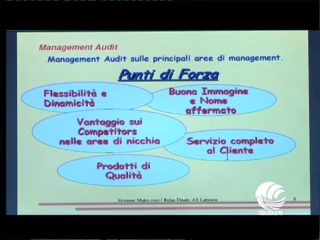 Management Audit
Management Audit sulle principali aree di management.
Punti di Forza
Flessibilità e
Dinamicità
Buona Immagine
e Nome
affermato
Vantaggio sui
Competitors
nelle aree di nicchia
Servizio completo
al Cliente
Prodotti di
Qualità